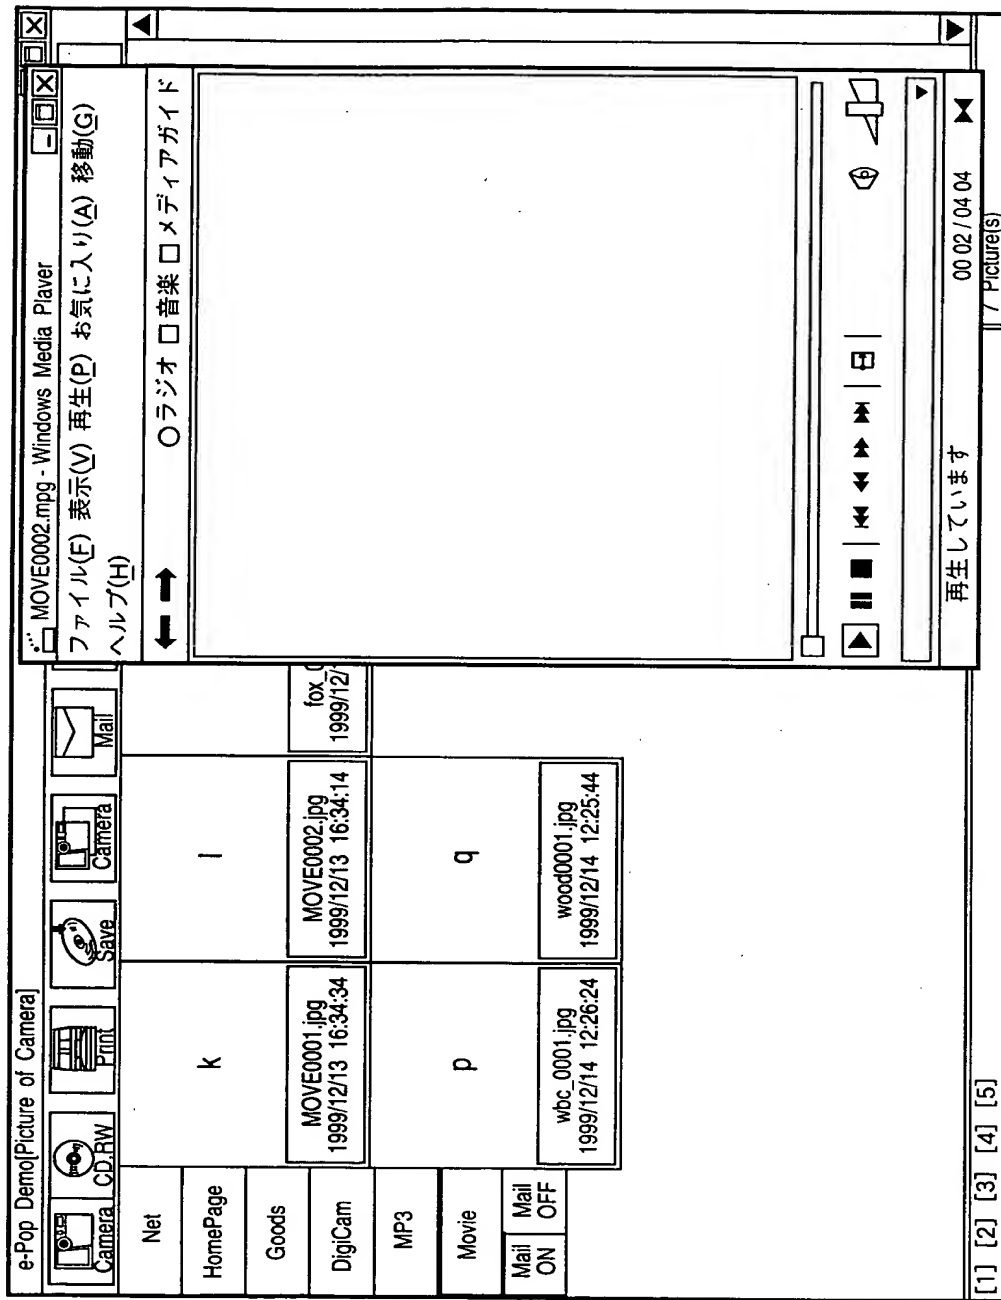 e-Pop Demo[Picture of Camera]
Camera
CD.RW
Print
Save
Camera
Mail
Net
HomePage
Goods
DigiCam
MP3
Movie
Mail ON
Mail OFF
k
l
MOVE0001.jpg
1999/12/13 16:34:34
MOVE0002.jpg
1999/12/13 16:34:14
fox_
1999/12/
p
q
wbc_0001.jpg
1999/12/14 12:26:24
wood0001.jpg
1999/12/14 12:25:44
MOVE0002.mpg - Windows Media Plaver
ファイル(F) 表示(V) 再生(P) お気に入り(A) 移動(G)
ヘルプ(H)
ラジオ 音楽 メディアガイド
再生しています 00 02 / 04 04
[1] [2] [3] [4] [5]
7 Picture(s)